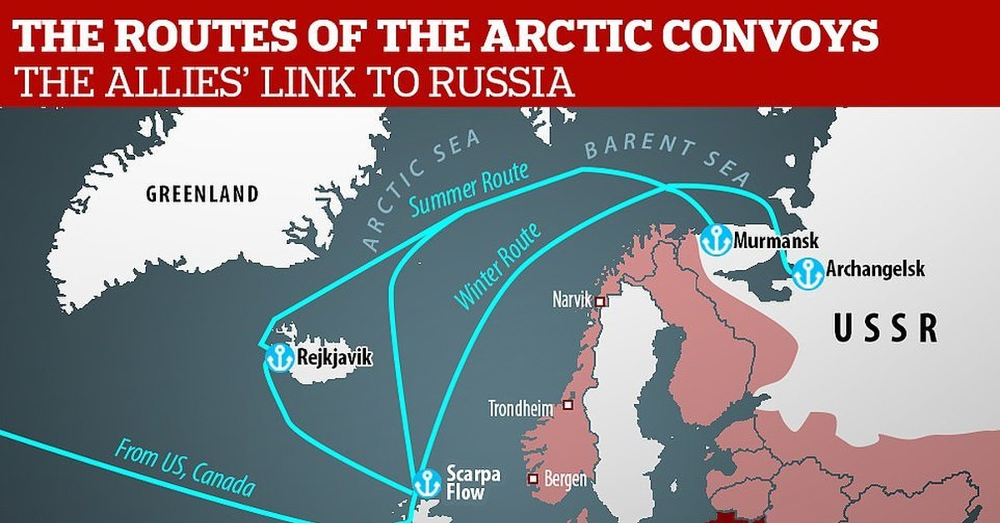 THE ROUTES OF THE ARCTIC CONVOYS
THE ALLIES' LINK TO RUSSIA
ARCTIC SEA
BARENT SEA
Summer Route
GREENLAND
Winter Route
Murmansk
Archangelsk
Narvik
USSR
Rejkjavik
Trondheim
From US, Canada
Scarpa
Flow
Bergen